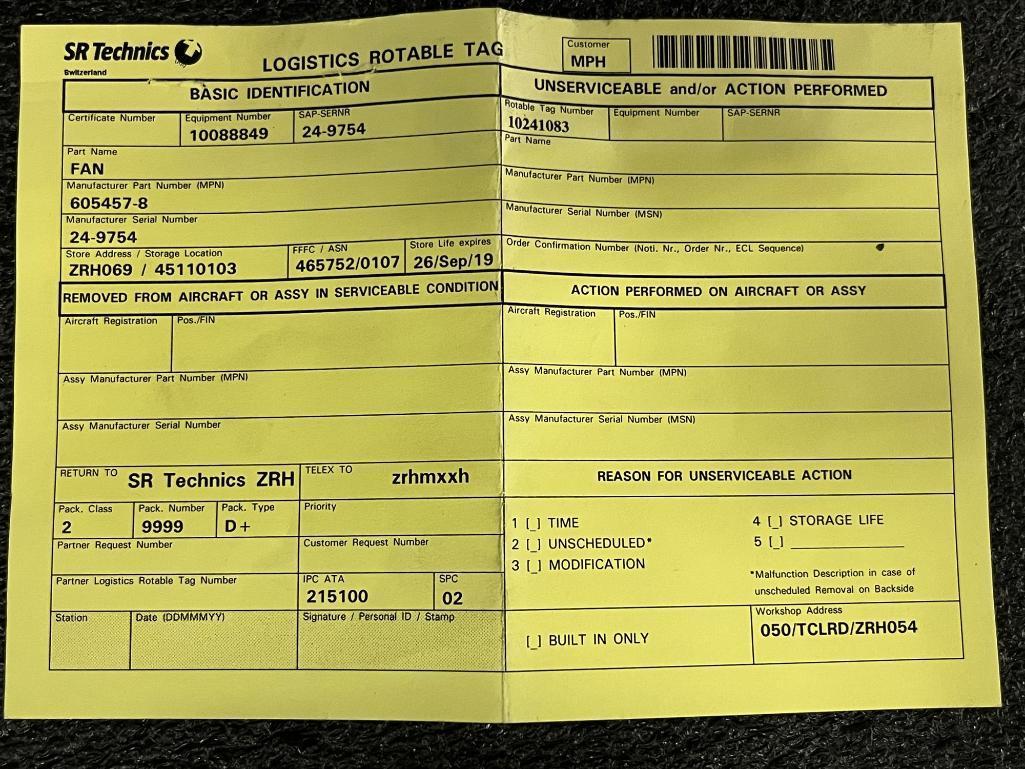 SR Technics
Switzerland
LOGISTICS ROTABLE TAG
Customer
MPH
BASIC IDENTIFICATION
UNSERVICEABLE and/or ACTION PERFORMED
Certificate Number Equipment Number SAP-SERNR
10088849 24-9754
Rotable Tag Number Equipment Number SAP-SERNR
10241083
Part Name
FAN
Part Name
Manufacturer Part Number (MPN)
605457-8
Manufacturer Part Number (MPN)
Manufacturer Serial Number
24-9754
Manufacturer Serial Number (MSN)
Store Address / Storage Location FFFC / ASN Store Life expires
ZRH069 / 45110103 465752/0107 26/Sep/19
Order Confirmation Number (Noti. Nr., Order Nr., ECL Sequence)
REMOVED FROM AIRCRAFT OR ASSY IN SERVICEABLE CONDITION
ACTION PERFORMED ON AIRCRAFT OR ASSY
Aircraft Registration Pos./FIN
Aircraft Registration Pos./FIN
Assy Manufacturer Part Number (MPN)
Assy Manufacturer Part Number (MPN)
Assy Manufacturer Serial Number
Assy Manufacturer Serial Number (MSN)
RETURN TO SR Technics ZRH TELEX TO zrhmxxh
REASON FOR UNSERVICEABLE ACTION
Pack. Class Pack. Number Pack. Type Priority
2 9999 D+
Partner Request Number Customer Request Number
Partner Logistics Rotable Tag Number IPC ATA SPC
215100 02
Station Date (DDMMMYY) Signature / Personal ID / Stamp
1 [_] TIME 4 [_] STORAGE LIFE
2 [_] UNSCHEDULED* 5 [_] ________________
3 [_] MODIFICATION
*Malfunction Description in case of
unscheduled Removal on Backside
[_] BUILT IN ONLY
Workshop Address
050/TCLRD/ZRH054